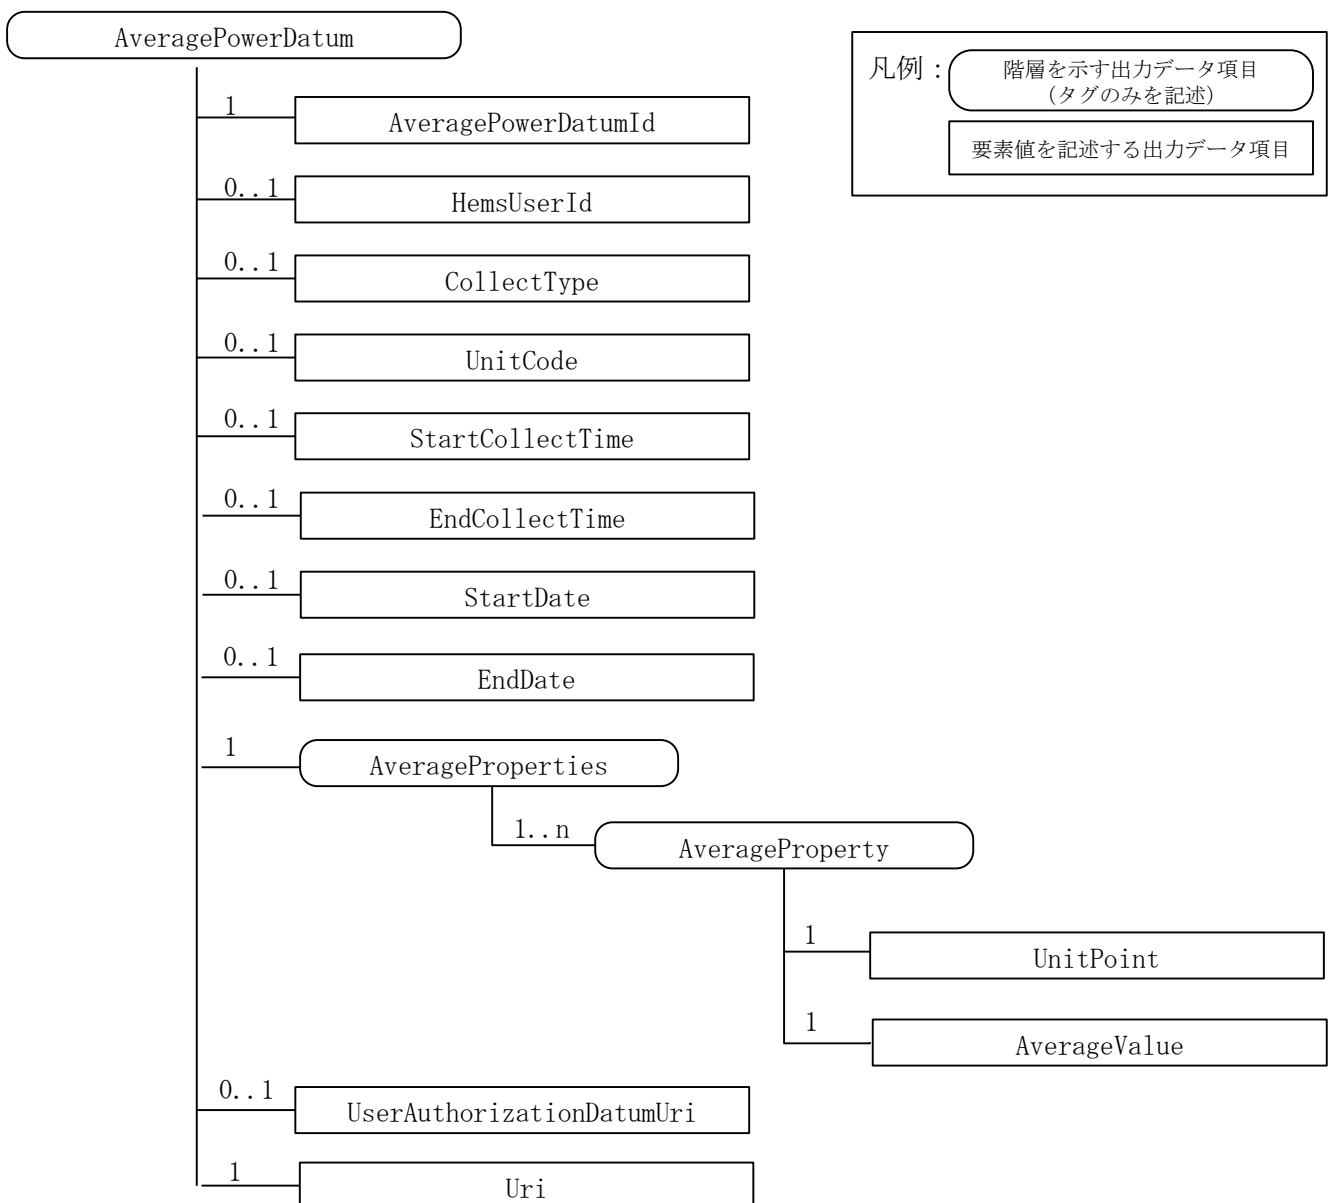 AveragePowerDatum
凡例：
階層を示す出力データ項目
（タグのみを記述）
要素値を記述する出力データ項目
1
AveragePowerDatumId
0..1
HemsUserId
0..1
CollectType
0..1
UnitCode
0..1
StartCollectTime
0..1
EndCollectTime
0..1
StartDate
0..1
EndDate
1
AverageProperties
1..n
AverageProperty
1
UnitPoint
1
AverageValue
0..1
UserAuthorizationDatumUri
1
Uri